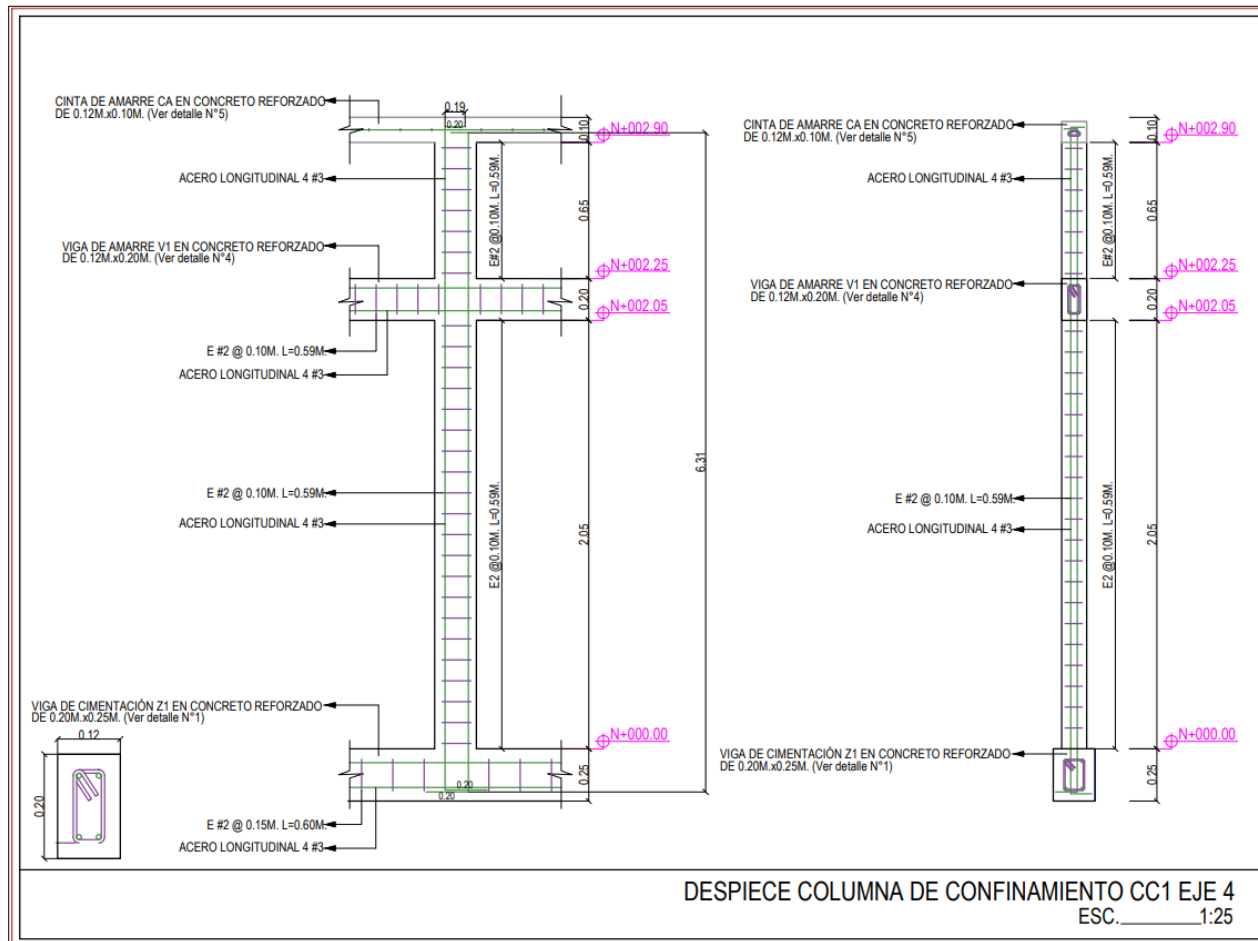 CINTA DE AMARRE CA EN CONCRETO REFORZADO
DE 0.12M.x0.10M. (Ver detalle N°5)
0.19
0.20
0.10
N+002.90
ACERO LONGITUDINAL 4 #3
E#2 @0.10M. L=0.59M.
0.65
VIGA DE AMARRE V1 EN CONCRETO REFORZADO
DE 0.12M.x0.20M. (Ver detalle N°4)
N+002.25
0.20
N+002.05
E #2 @ 0.10M. L=0.59M.
ACERO LONGITUDINAL 4 #3
6.31
E #2 @ 0.10M. L=0.59M.
ACERO LONGITUDINAL 4 #3
E2 @0.10M. L=0.59M.
2.05
VIGA DE CIMENTACIÓN Z1 EN CONCRETO REFORZADO
DE 0.20M.x0.25M. (Ver detalle N°1)
N+000.00
0.25
0.20
0.20
E #2 @ 0.15M. L=0.60M.
ACERO LONGITUDINAL 4 #3
0.12
0.20
CINTA DE AMARRE CA EN CONCRETO REFORZADO
DE 0.12M.x0.10M. (Ver detalle N°5)
0.10
N+002.90
ACERO LONGITUDINAL 4 #3
E#2 @0.10M. L=0.59M.
0.65
VIGA DE AMARRE V1 EN CONCRETO REFORZADO
DE 0.12M.x0.20M. (Ver detalle N°4)
N+002.25
0.20
N+002.05
E #2 @ 0.10M. L=0.59M.
ACERO LONGITUDINAL 4 #3
E2 @0.10M. L=0.59M.
2.05
VIGA DE CIMENTACIÓN Z1 EN CONCRETO REFORZADO
DE 0.20M.x0.25M. (Ver detalle N°1)
N+000.00
0.25
DESPIECE COLUMNA DE CONFINAMIENTO CC1 EJE 4
ESC.________1:25